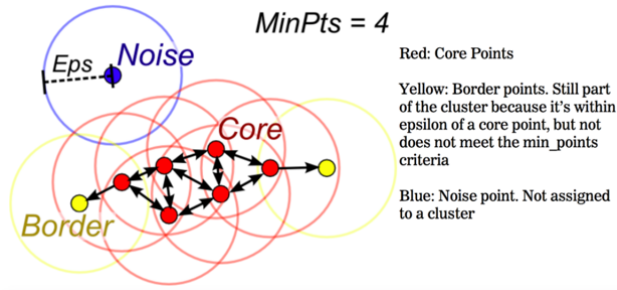 MinPts = 4
Eps
Noise
Core
Border
Red: Core Points
Yellow: Border points. Still part
of the cluster because it's within
epsilon of a core point, but not
does not meet the min_points
criteria
Blue: Noise point. Not assigned
to a cluster